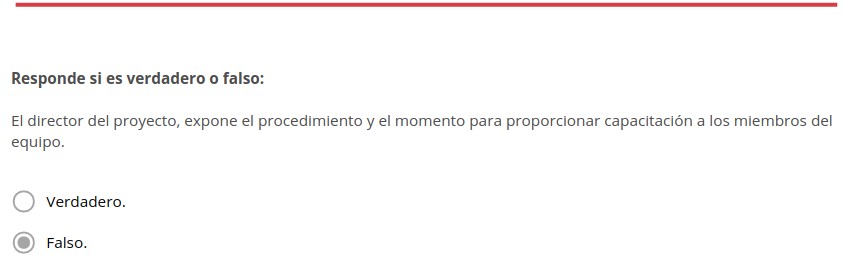 Responde si es verdadero o falso:
El director del proyecto, expone el procedimiento y el momento para proporcionar capacitación a los miembros del
equipo.
Verdadero.
Falso.